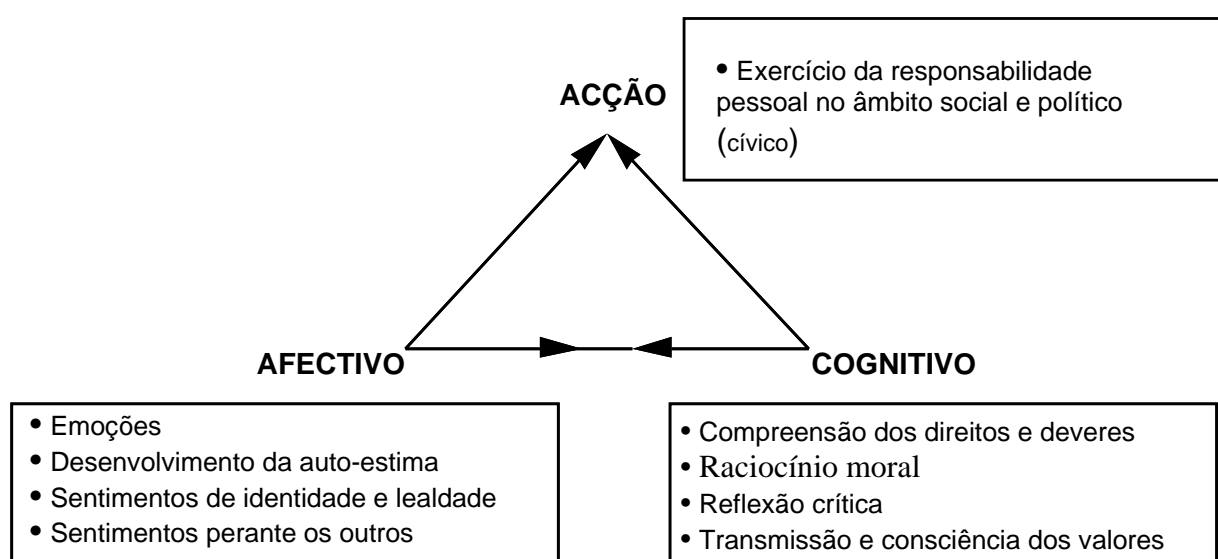 ACÇÃO
• Exercício da responsabilidade
pessoal no âmbito social e político
(cívico)
AFECTIVO
COGNITIVO
• Emoções
• Desenvolvimento da auto-estima
• Sentimentos de identidade e lealdade
• Sentimentos perante os outros
• Compreensão dos direitos e deveres
• Raciocínio moral
• Reflexão crítica
• Transmissão e consciência dos valores